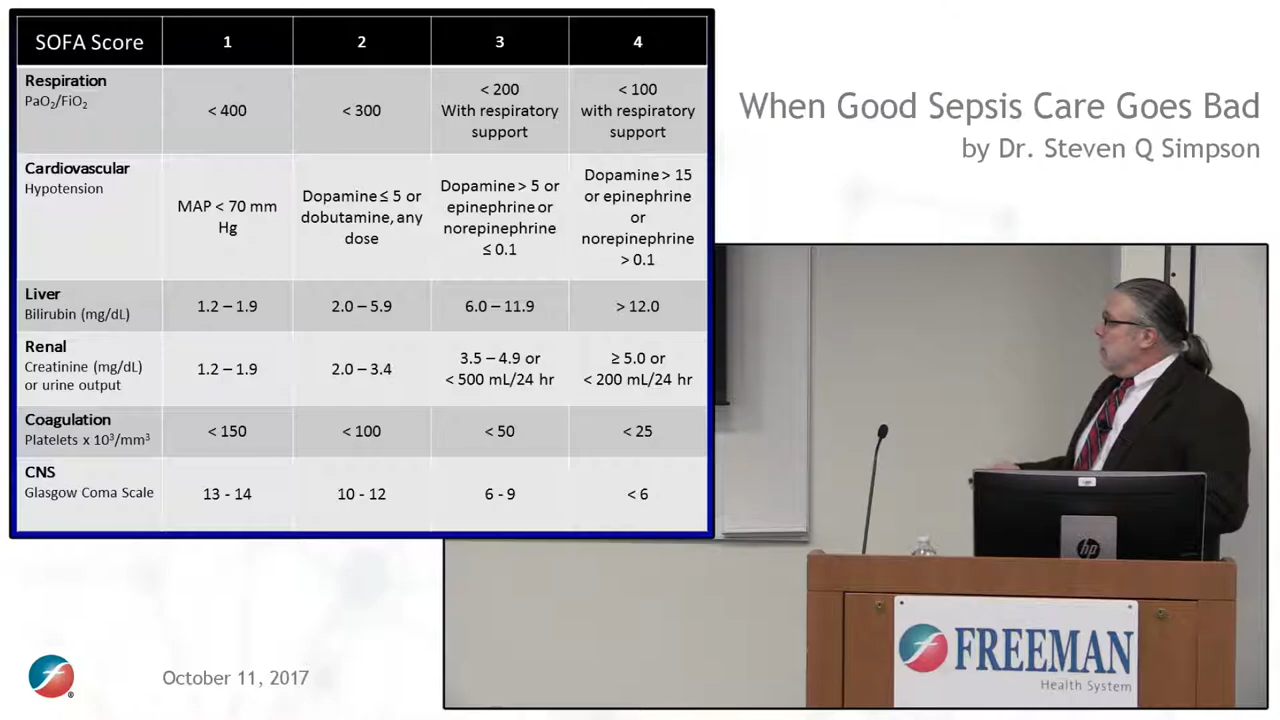 SOFA Score 1 2 3 4
Respiration
PaO₂/FiO₂
< 400
< 300
< 200
With respiratory
support
< 100
with respiratory
support
Cardiovascular
Hypotension
MAP < 70 mm
Hg
Dopamine ≤ 5 or
dobutamine, any
dose
Dopamine > 5 or
epinephrine or
norepinephrine
≤ 0.1
Dopamine > 15
or epinephrine
or
norepinephrine
> 0.1
Liver
Bilirubin (mg/dL)
1.2 – 1.9
2.0 – 5.9
6.0 – 11.9
> 12.0
Renal
Creatinine (mg/dL)
or urine output
1.2 – 1.9
2.0 – 3.4
3.5 – 4.9 or
< 500 mL/24 hr
≥ 5.0 or
< 200 mL/24 hr
Coagulation
Platelets x 10³/mm³
< 150
< 100
< 50
< 25
CNS
Glasgow Coma Scale
13 - 14
10 - 12
6 - 9
< 6
When Good Sepsis Care Goes Bad
by Dr. Steven Q Simpson
hp
f FREEMAN
Health System
f ®
October 11, 2017